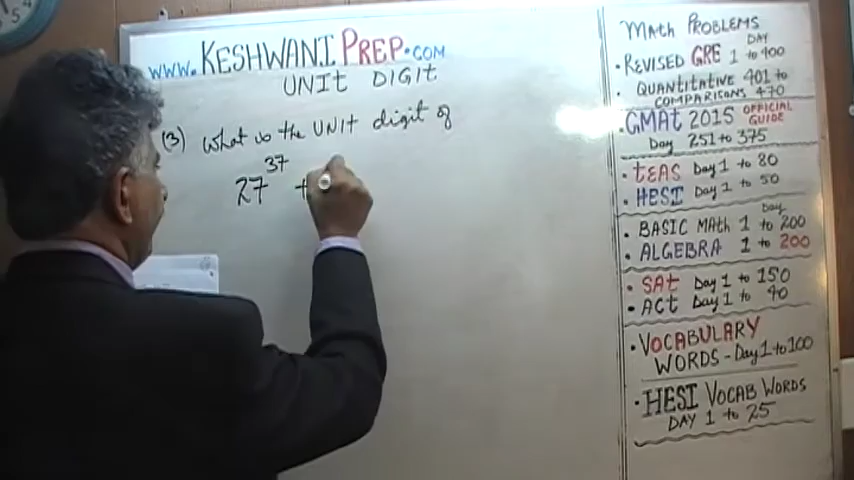 www.KESHWANI PREP.COM
UNIT DIGIT
(3) What is the UNIT digit of
27^37 +
MATH PROBLEMS
• REVISED GRE DAY 1 to 400
• QUANTITATIVE 401 to
COMPARISONS 470
• GMAT 2015 OFFICIAL GUIDE
Day 251 to 375
• TEAS Day 1 to 80
• HESI Day 1 to 50
• BASIC MATH Day 1 to 200
• ALGEBRA 1 to 200
• SAT Day 1 to 150
• ACT Day 1 to 40
• VOCABULARY
WORDS - Day 1 to 100
• HESI VOCAB WORDS
DAY 1 to 25